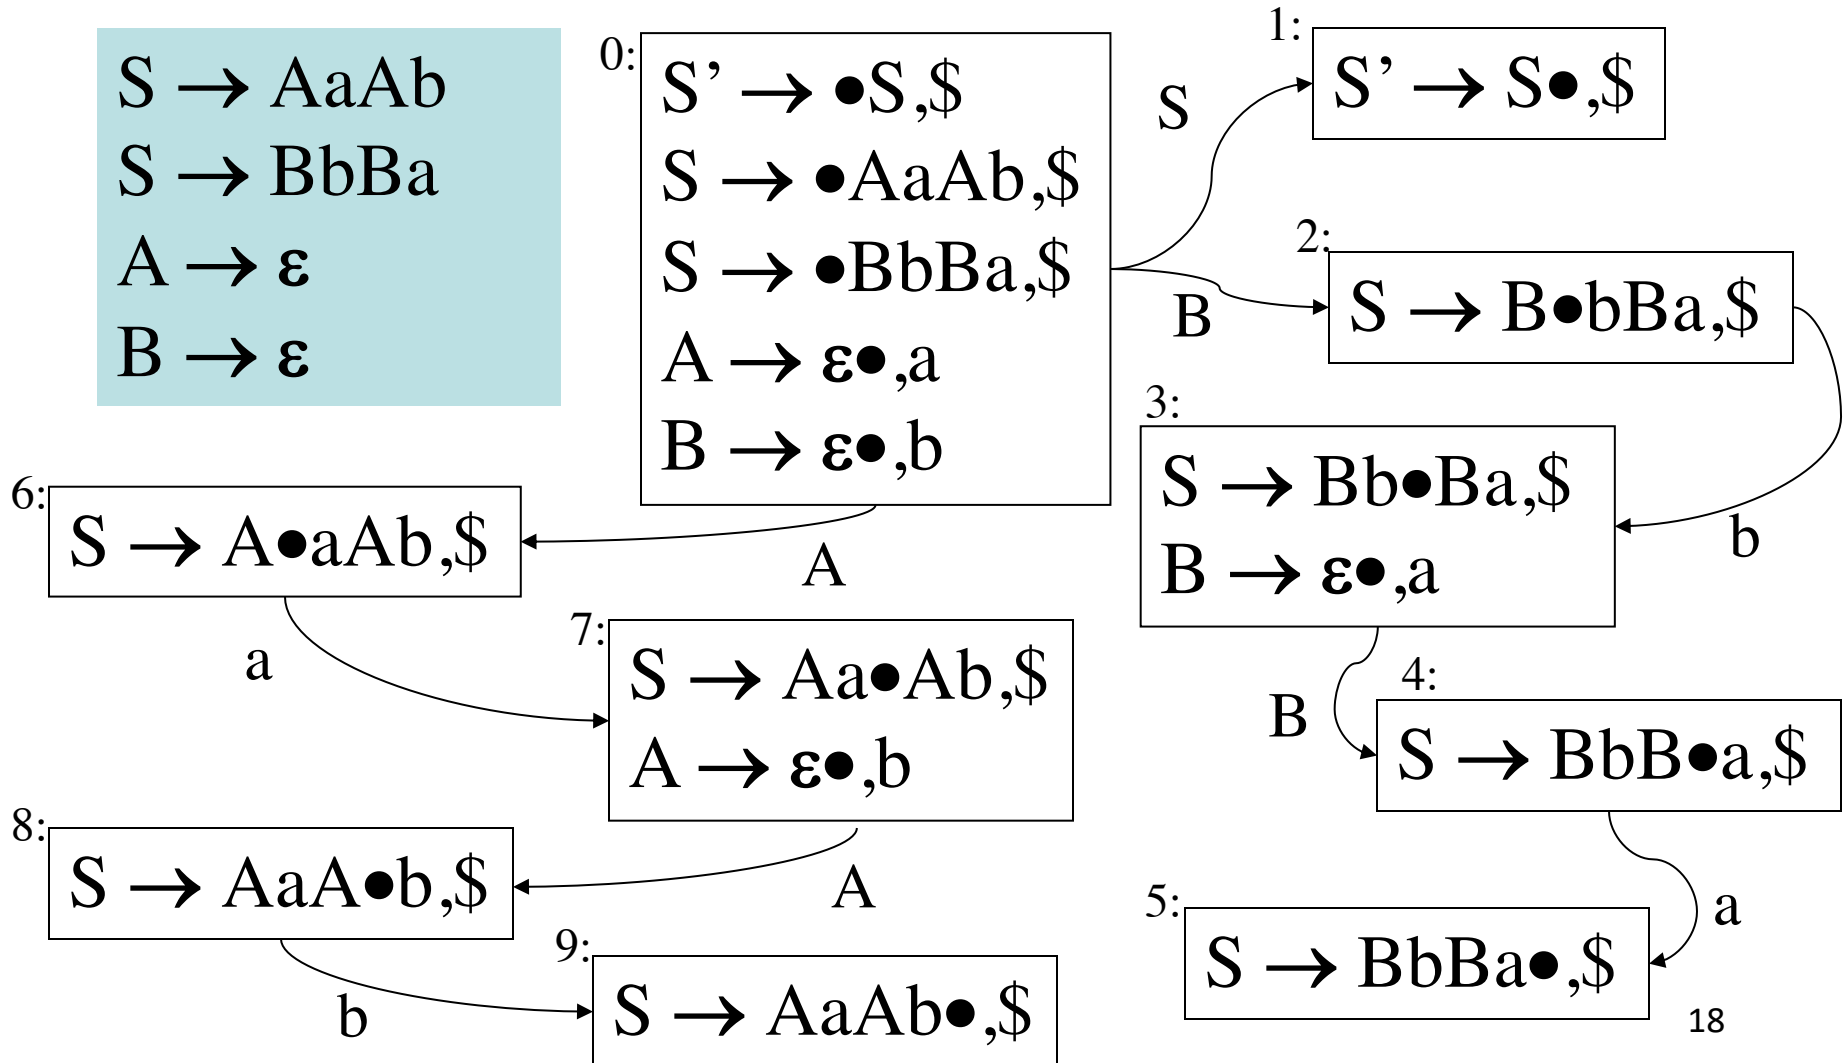 S → AaAb
S → BbBa
A → ε
B → ε
0:
S’ → •S,$
S → •AaAb,$
S → •BbBa,$
A → ε•,a
B → ε•,b
S
1:
S’ → S•,$
B
2:
S → B•bBa,$
b
3:
S → Bb•Ba,$
B → ε•,a
B
4:
S → BbB•a,$
a
5:
S → BbBa•,$
A
6:
S → A•aAb,$
a
7:
S → Aa•Ab,$
A → ε•,b
A
8:
S → AaA•b,$
b
9:
S → AaAb•,$
18